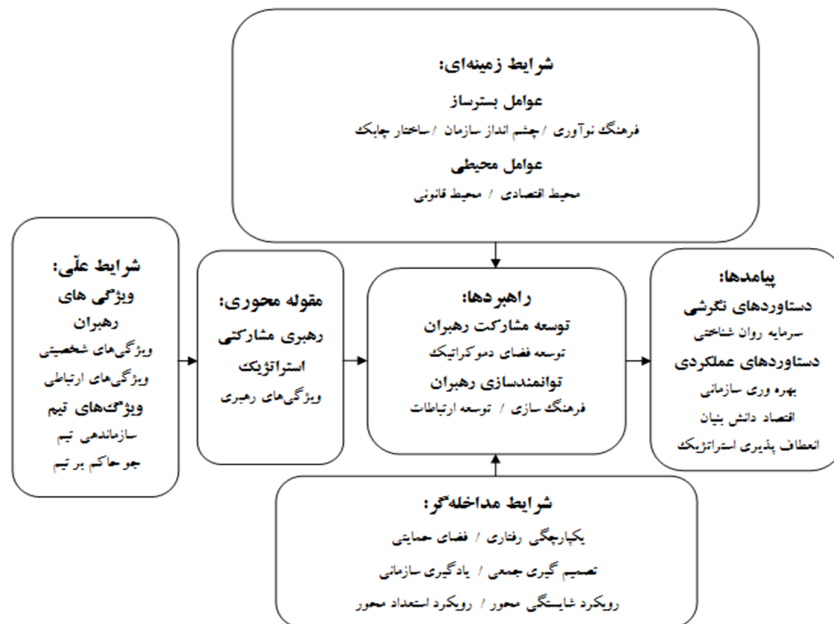 شرایط زمینه‌ای:
عوامل بسترساز
فرهنگ نوآوری /چشم انداز سازمان /ساختار چابک
عوامل محیطی
محیط اقتصادی / محیط قانونی
شرایط علّی:
ویژگی های
رهبران
ویژگی‌های شخصیتی
ویژگی‌های ارتباطی
ویژگ‌های تیم
سازماندهی تیم
جو حاکم بر تیم
مقوله محوری:
رهبری مشارکتی
استراتژیک
ویژگی‌های رهبری
راهبردها:
توسعه مشارکت رهبران
توسعه فضای دموکراتیک
توانمندسازی رهبران
فرهنگ سازی / توسعه ارتباطات
پیامدها:
دستاوردهای نگرشی
سرمایه روان شناختی
دستاوردهای عملکردی
بهره وری سازمانی
اقتصاد دانش بنیان
انعطاف پذیری استراتژیک
شرایط مداخله‌گر:
یکپارچگی رفتاری / فضای حمایتی
تصمیم گیری جمعی / یادگیری سازمانی
رویکرد شایستگی محور / رویکرد استعداد محور